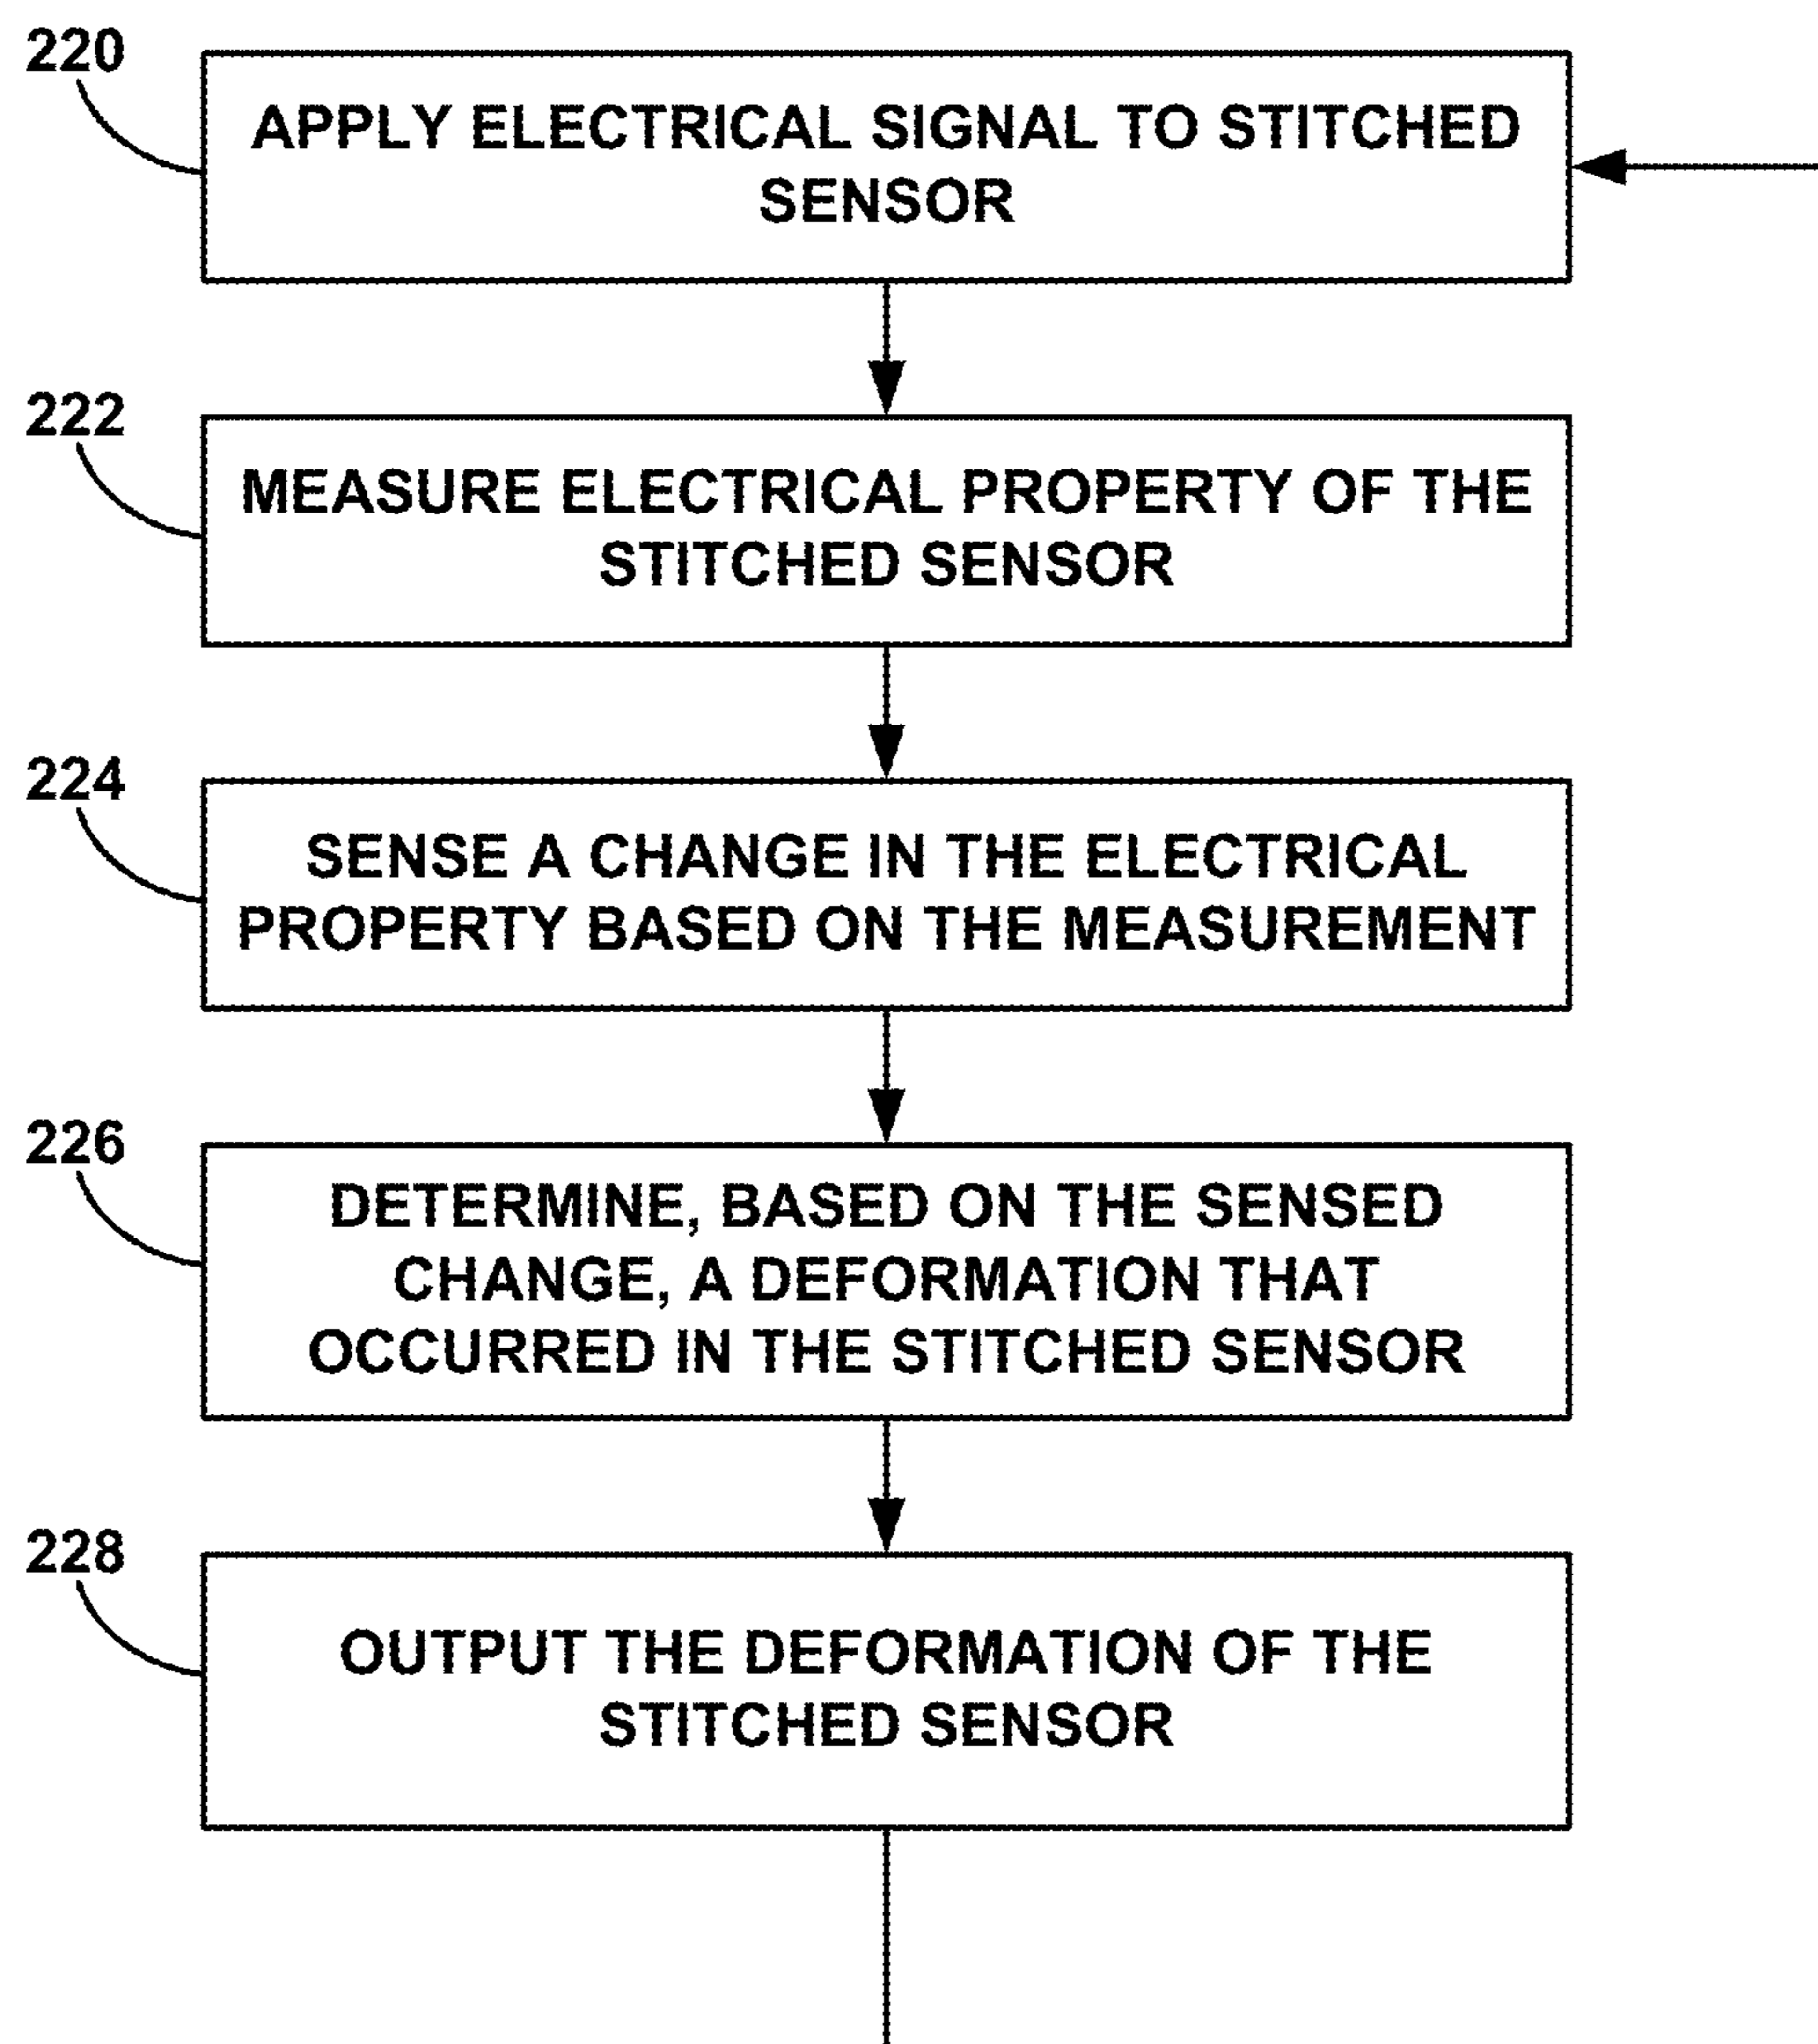 220
APPLY ELECTRICAL SIGNAL TO STITCHED
SENSOR
222
MEASURE ELECTRICAL PROPERTY OF THE
STITCHED SENSOR
224
SENSE A CHANGE IN THE ELECTRICAL
PROPERTY BASED ON THE MEASUREMENT
226
DETERMINE, BASED ON THE SENSED
CHANGE, A DEFORMATION THAT
OCCURRED IN THE STITCHED SENSOR
228
OUTPUT THE DEFORMATION OF THE
STITCHED SENSOR